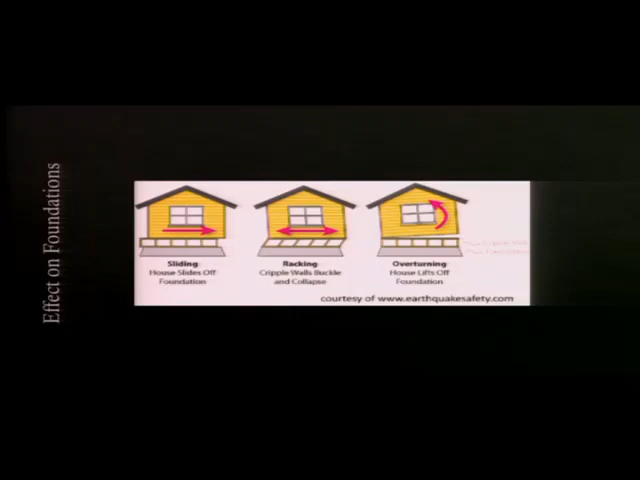 Effect on Foundations
Sliding:
House Slides Off
Foundation
Racking:
Cripple Walls Buckle
and Collapse
Overturning:
House Lifts Off
Foundation
courtesy of www.earthquakesafety.com